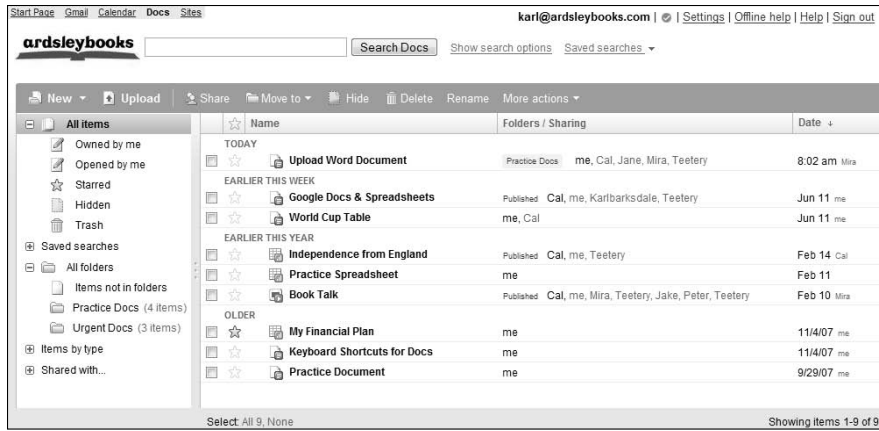 Start Page Gmail Calendar Docs Sites
karl@ardsleybooks.com | Settings | Offline help | Help | Sign out
ardsleybooks
Search Docs Show search options Saved searches
New Upload Share Move to Hide Delete Rename More actions
All items
Owned by me
Opened by me
Starred
Hidden
Trash
Saved searches
All folders
Items not in folders
Practice Docs (4 items)
Urgent Docs (3 items)
Items by type
Shared with...
Name Folders / Sharing Date ↓
TODAY
Upload Word Document Practice Docs me, Cal, Jane, Mira, Teetery 8:02 am Mira
EARLIER THIS WEEK
Google Docs & Spreadsheets Published Cal, me, Karlbarksdale, Teetery Jun 11 me
World Cup Table me, Cal Jun 11 me
EARLIER THIS YEAR
Independence from England Published Cal, me, Teetery Feb 14 Cal
Practice Spreadsheet me Feb 11
Book Talk Published Cal, me, Mira, Teetery, Jake, Peter, Teetery Feb 10 Mira
OLDER
My Financial Plan me 11/4/07 me
Keyboard Shortcuts for Docs me 11/4/07 me
Practice Document me 9/29/07 me
Select: All 9, None Showing items 1-9 of 9